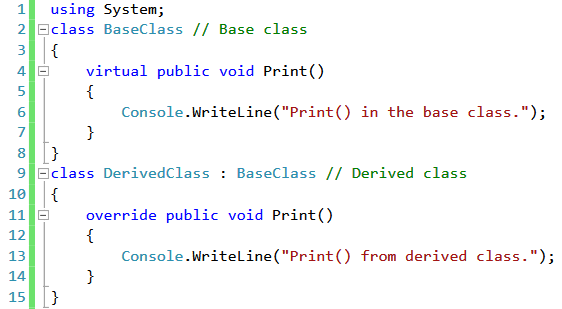 1 using System;
2 class BaseClass // Base class
3 {
4     virtual public void Print()
5     {
6         Console.WriteLine("Print() in the base class.");
7     }
8 }
9 class DerivedClass : BaseClass // Derived class
10 {
11     override public void Print()
12     {
13         Console.WriteLine("Print() from derived class.");
14     }
15 }